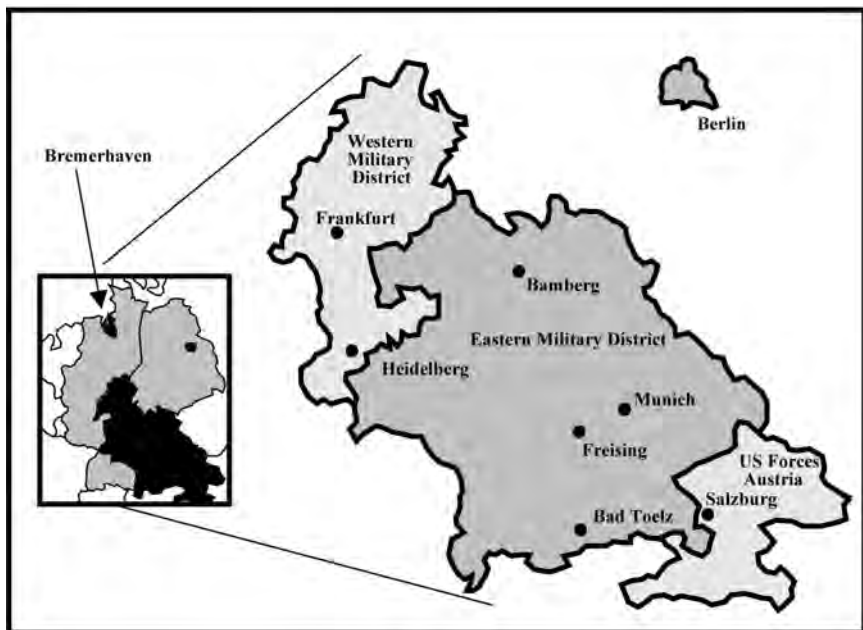 Berlin
Western
Military
District
Bremerhaven
Frankfurt
Bamberg
Eastern Military District
Heidelberg
Munich
Freising
US Forces
Austria
Salzburg
Bad Toelz